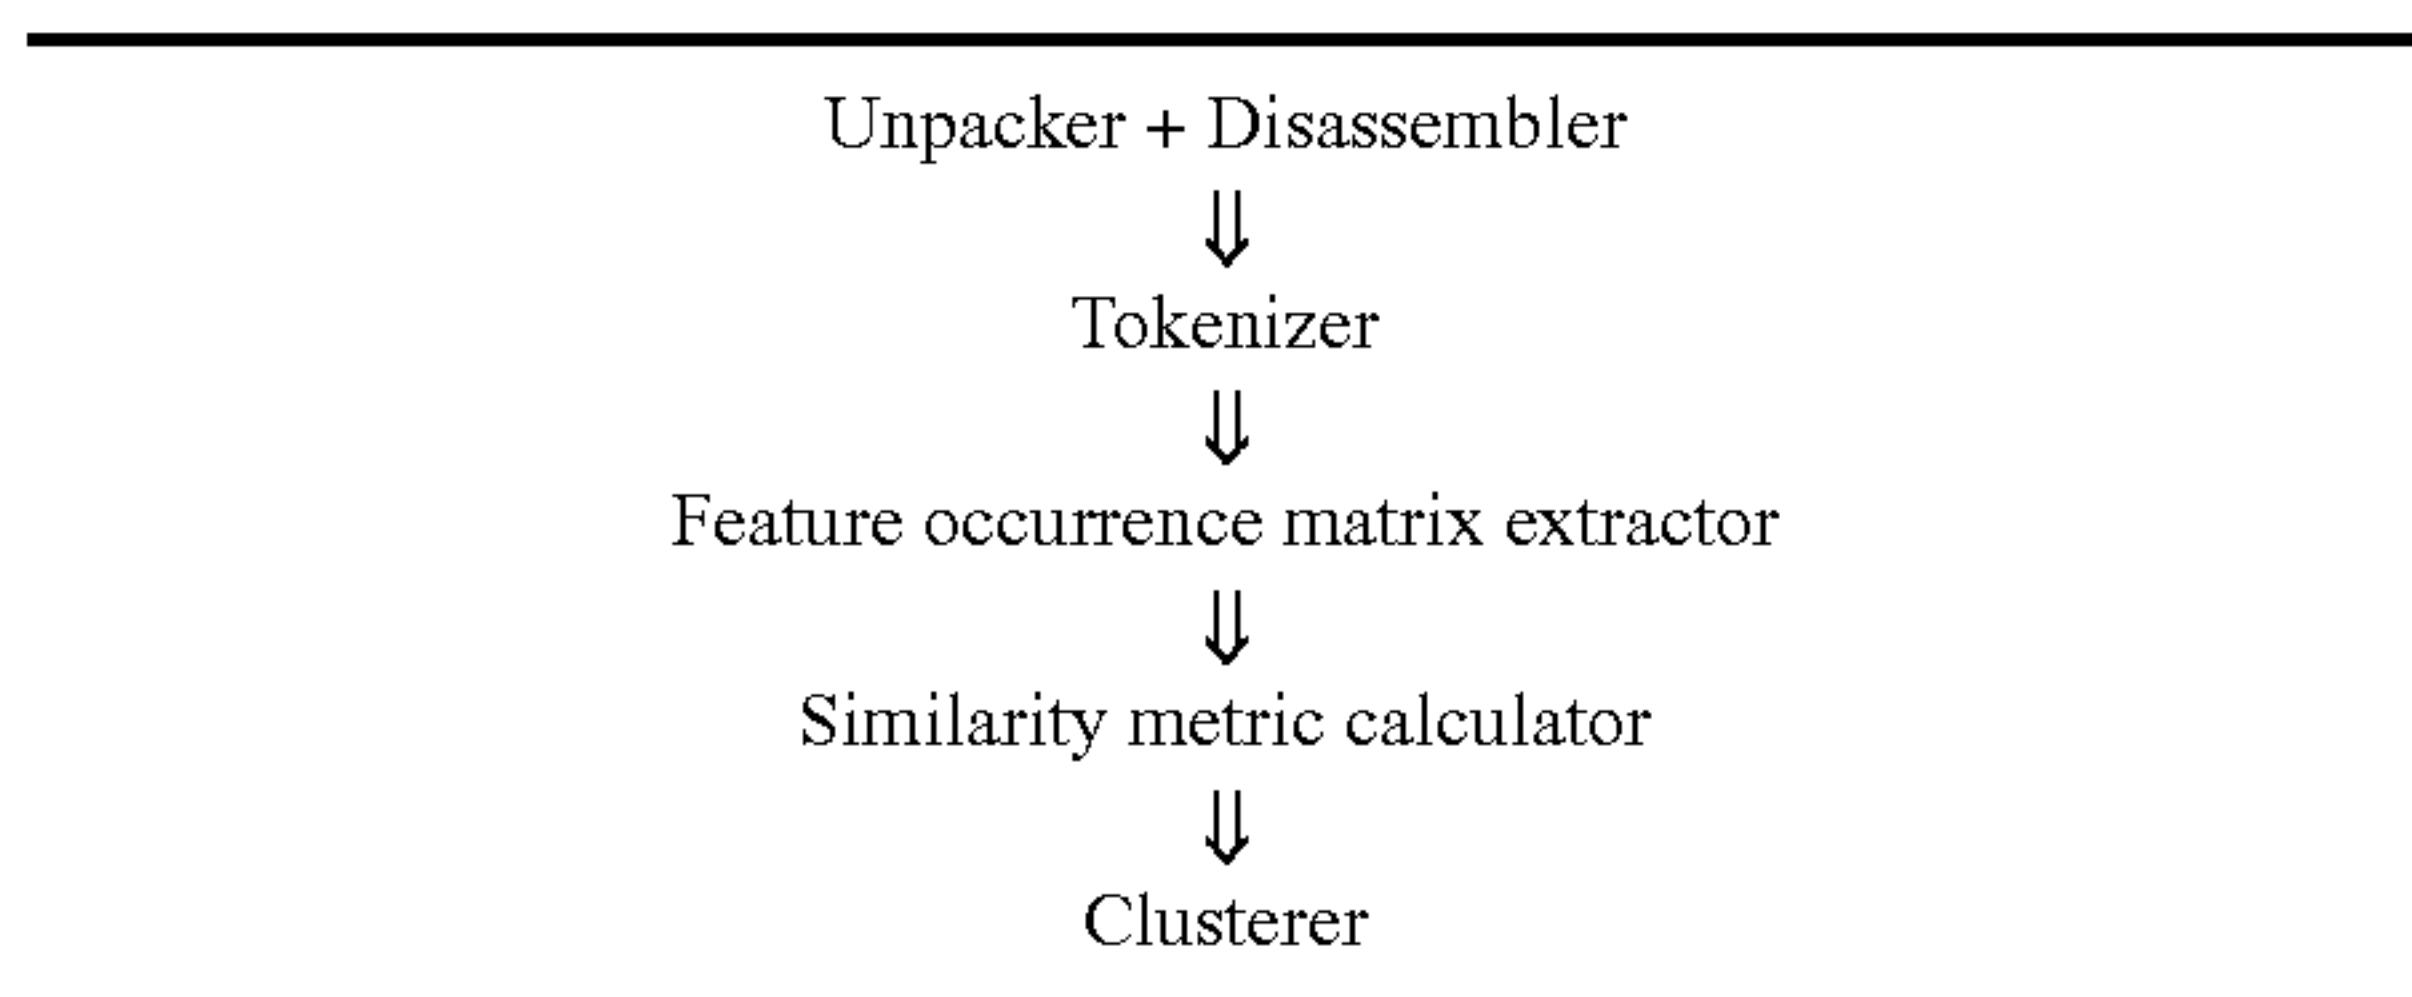 Unpacker + Disassembler
⇓
Tokenizer
⇓
Feature occurrence matrix extractor
⇓
Similarity metric calculator
⇓
Clusterer